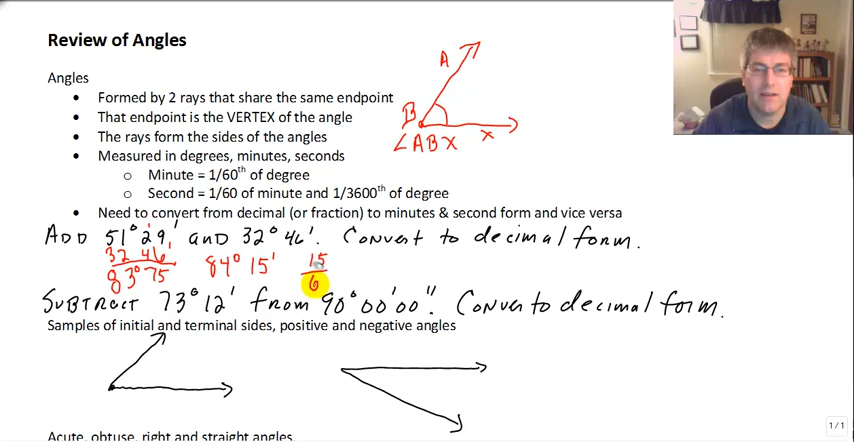 Review of Angles
A
Angles
• Formed by 2 rays that share the same endpoint
B
• That endpoint is the VERTEX of the angle
x
• The rays form the sides of the angles
∠ABX
• Measured in degrees, minutes, seconds
o Minute = 1/60th of degree
o Second = 1/60 of minute and 1/3600th of degree
• Need to convert from decimal (or fraction) to minutes & second form and vice versa
ADD 51° 29' AND 32° 46'. Convert to decimal form.
32 46'
83° 75 84° 15' 15/6
SUBTRACT 73° 12' from 90° 00' 00". Conver to decimal form.
Samples of initial and terminal sides, positive and negative angles
Acute, obtuse, right and straight angles
1 / 1